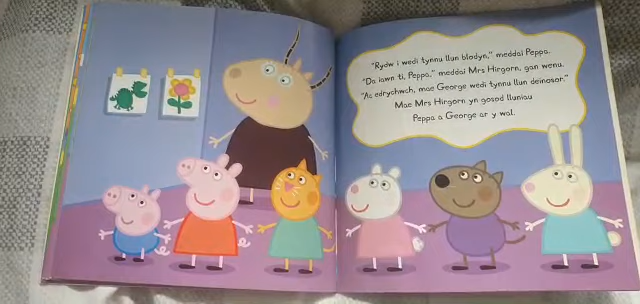 "Rydw i wedi tynnu llun blodyn," meddai Peppa.
"Da iawn ti, Peppa," meddai Mrs Hirgorn, gan wenu.
"Ac edrychwch, mae George wedi tynnu llun deinosor."
Mae Mrs Hirgorn yn gosod lluniau
Peppa a George ar y wal.